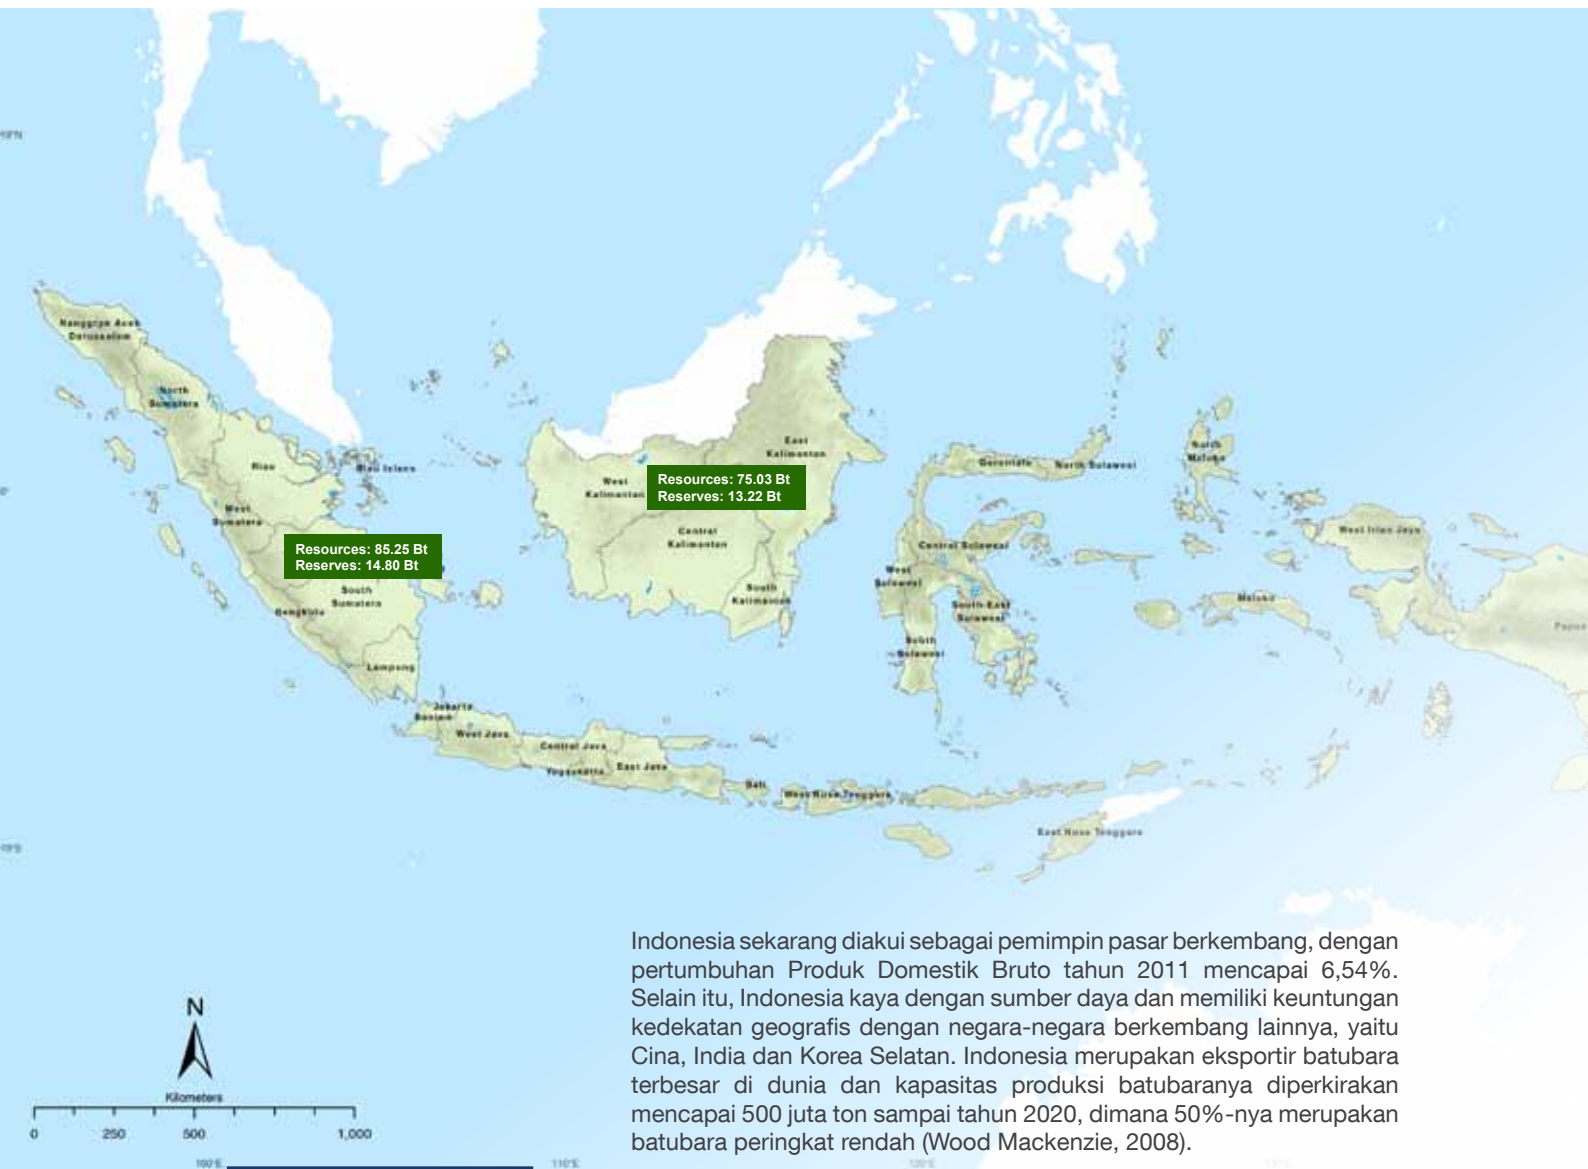 10°N
Nanggroe Aceh
Darussalam
North
Sumatera
Riau
Riau Islans
East
Kalimantan
West
Kalimantan
Resources: 75.03 Bt
Reserves: 13.22 Bt
Gorontalo
North Sulawesi
North
Maluku
0°
West
Sumatera
Central
Kalimantan
Central Sulawesi
West Irian Jaya
Resources: 85.25 Bt
Reserves: 14.80 Bt
South
Sumatera
Bengkulu
South
Kalimantan
West
Sulawesi
South-East
Sulawesi
Maluku
Papua
South
Sulawesi
Lampung
Jakarta
Banten
West Java
Central Java
Yogyakarta
East Java
Bali
West Nusa Tenggara
East Nusa Tenggara
10°S
Indonesia sekarang diakui sebagai pemimpin pasar berkembang, dengan
pertumbuhan Produk Domestik Bruto tahun 2011 mencapai 6,54%.
Selain itu, Indonesia kaya dengan sumber daya dan memiliki keuntungan
kedekatan geografis dengan negara-negara berkembang lainnya, yaitu
Cina, India dan Korea Selatan. Indonesia merupakan eksportir batubara
terbesar di dunia dan kapasitas produksi batubaranya diperkirakan
mencapai 500 juta ton sampai tahun 2020, dimana 50%-nya merupakan
batubara peringkat rendah (Wood Mackenzie, 2008).
N
Kilometers
0 250 500 1,000
100°E 110°E 120°E